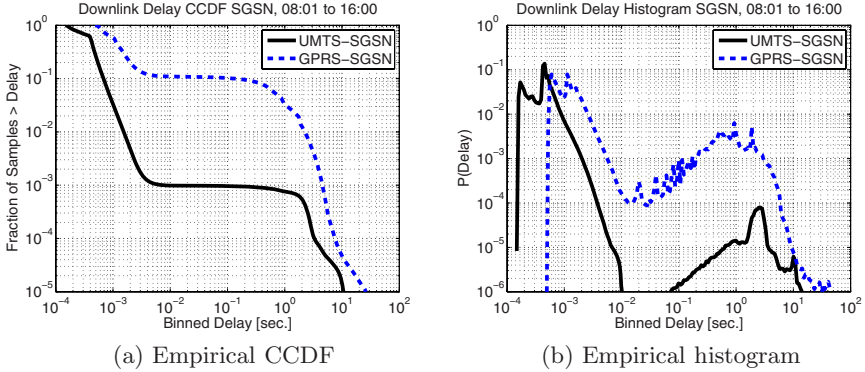 Downlink Delay CCDF SGSN, 08:01 to 16:00
10^0
10^−1
10^−2
10^−3
10^−4
10^−5
Fraction of Samples > Delay
UMTS−SGSN
GPRS−SGSN
10^−4 10^−3 10^−2 10^−1 10^0 10^1 10^2
Binned Delay [sec.]
(a) Empirical CCDF
Downlink Delay Histogram SGSN, 08:01 to 16:00
10^0
10^−1
10^−2
10^−3
10^−4
10^−5
10^−6
P(Delay)
UMTS−SGSN
GPRS−SGSN
10^−4 10^−3 10^−2 10^−1 10^0 10^1 10^2
Binned Delay [sec.]
(b) Empirical histogram